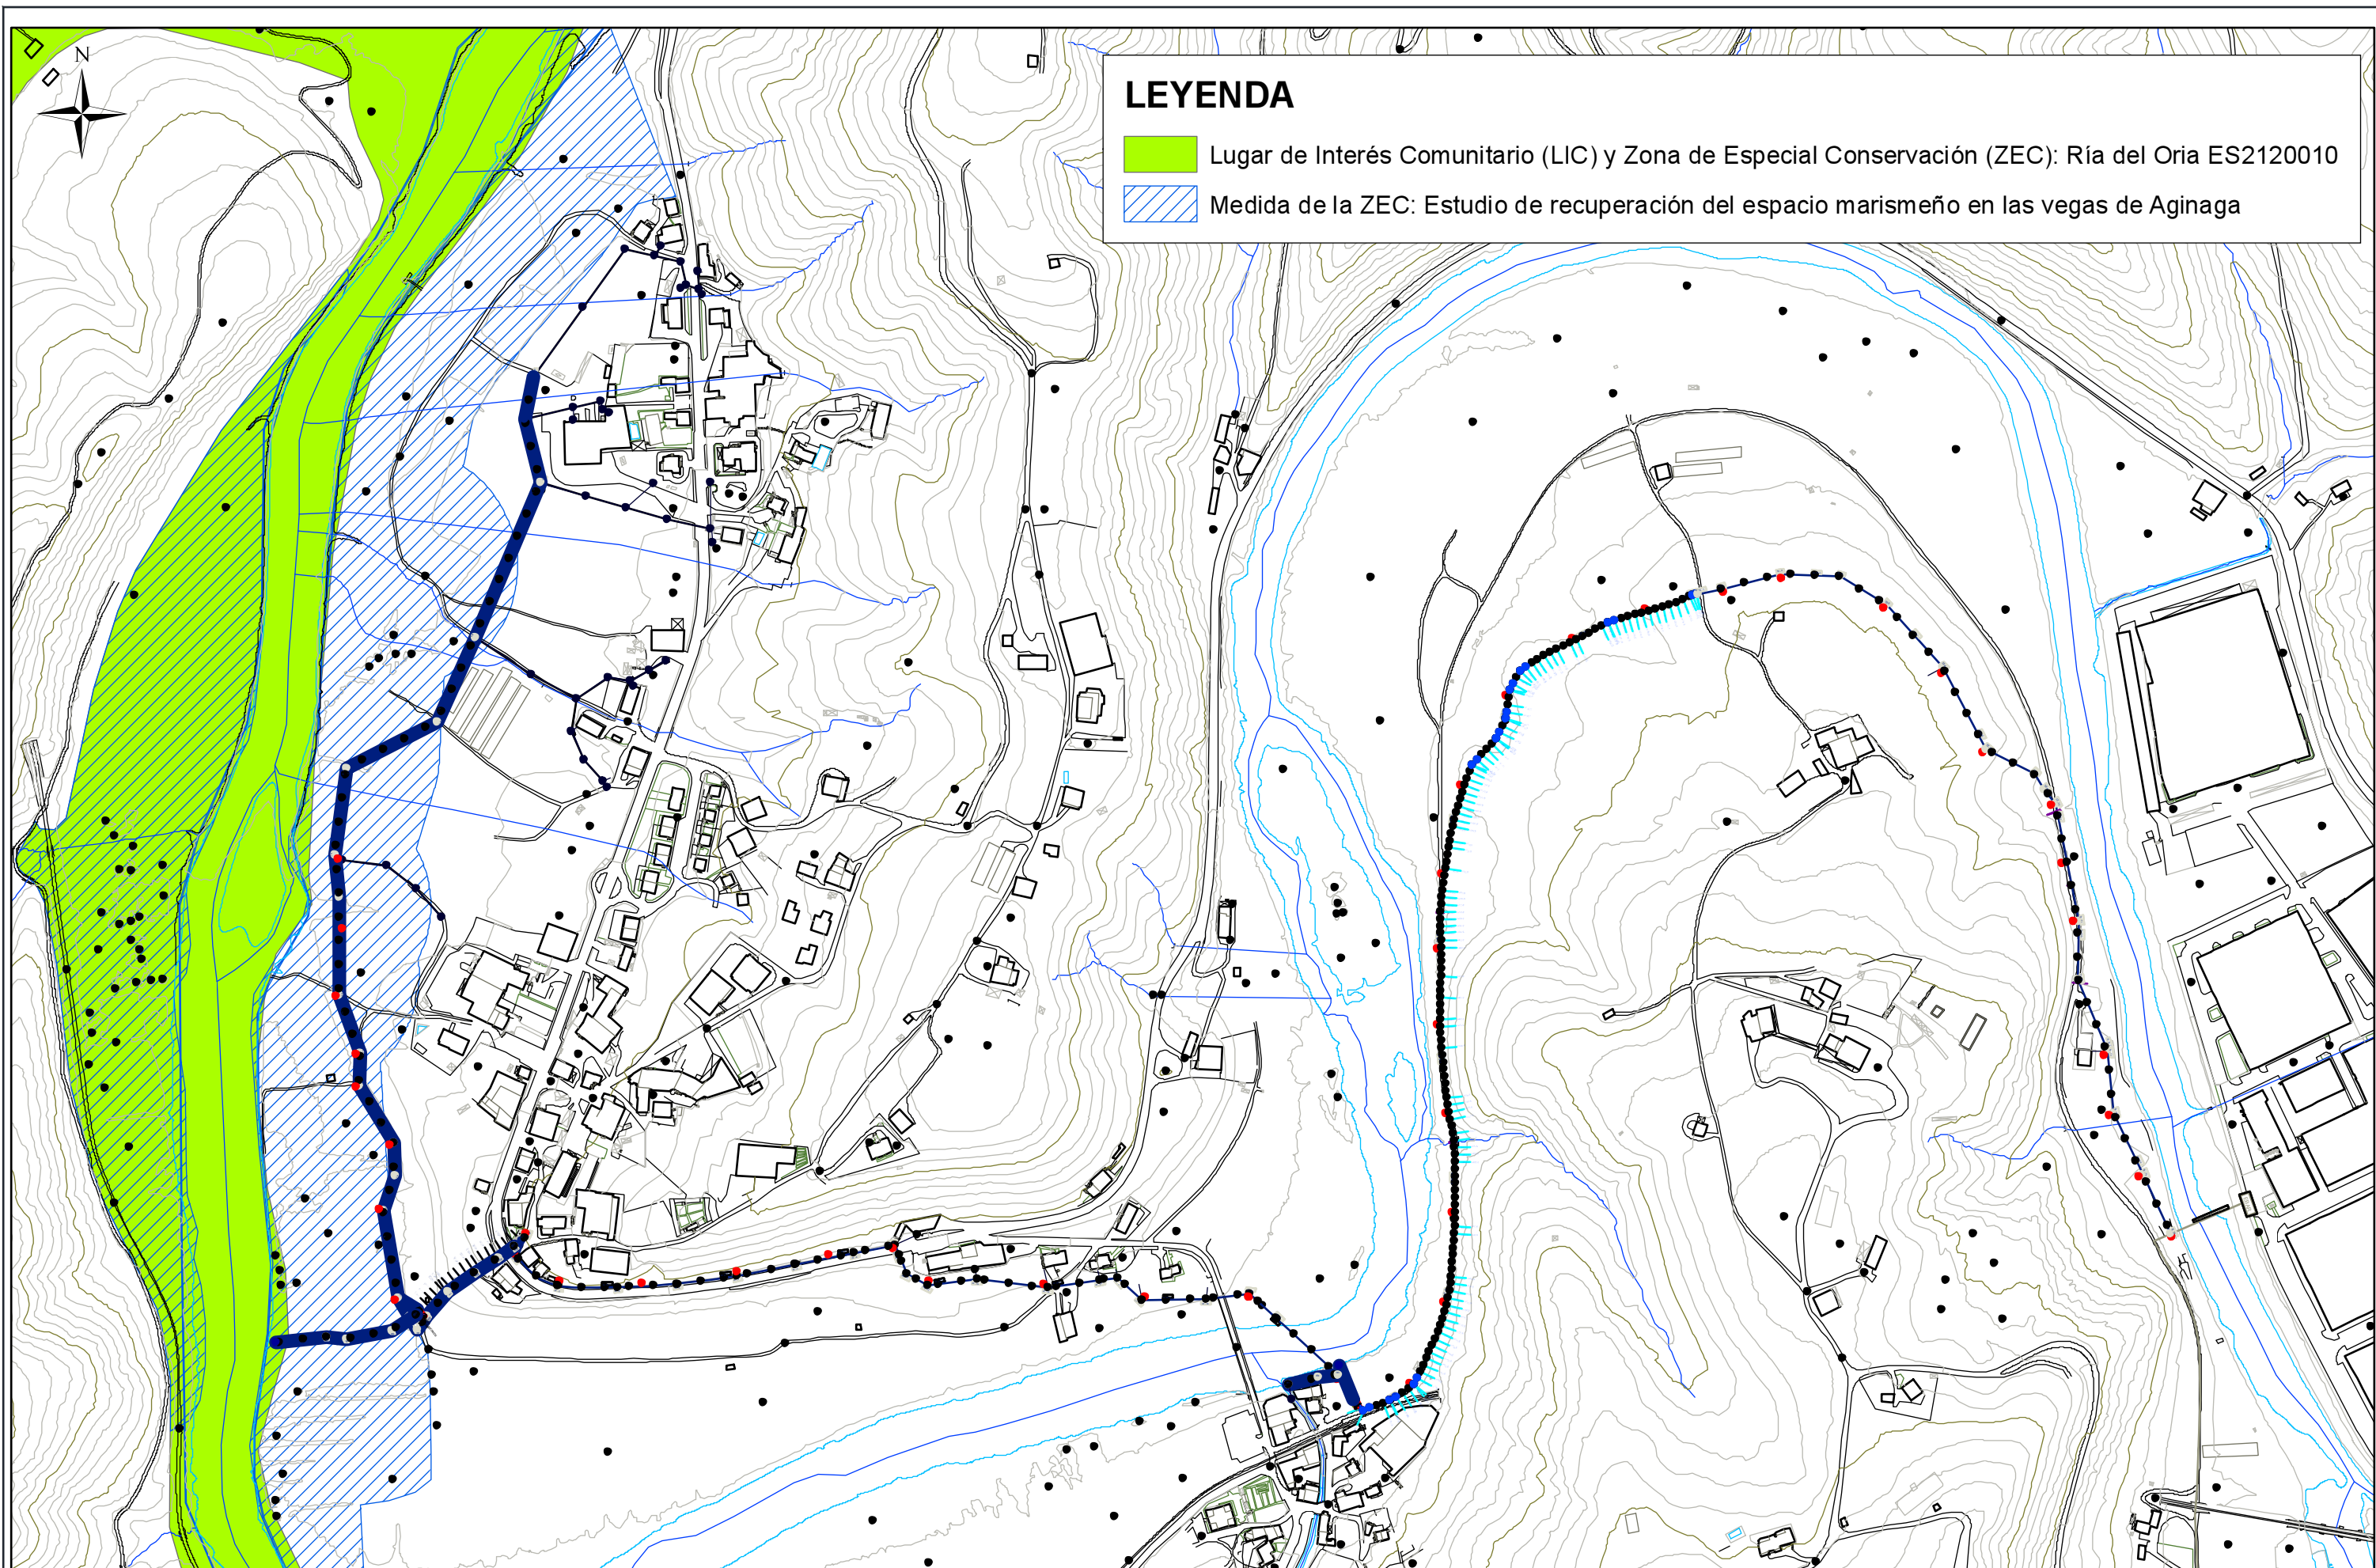 N
LEYENDA
Lugar de Interés Comunitario (LIC) y Zona de Especial Conservación (ZEC): Ría del Oria ES2120010
Medida de la ZEC: Estudio de recuperación del espacio marismeño en las vegas de Aginaga